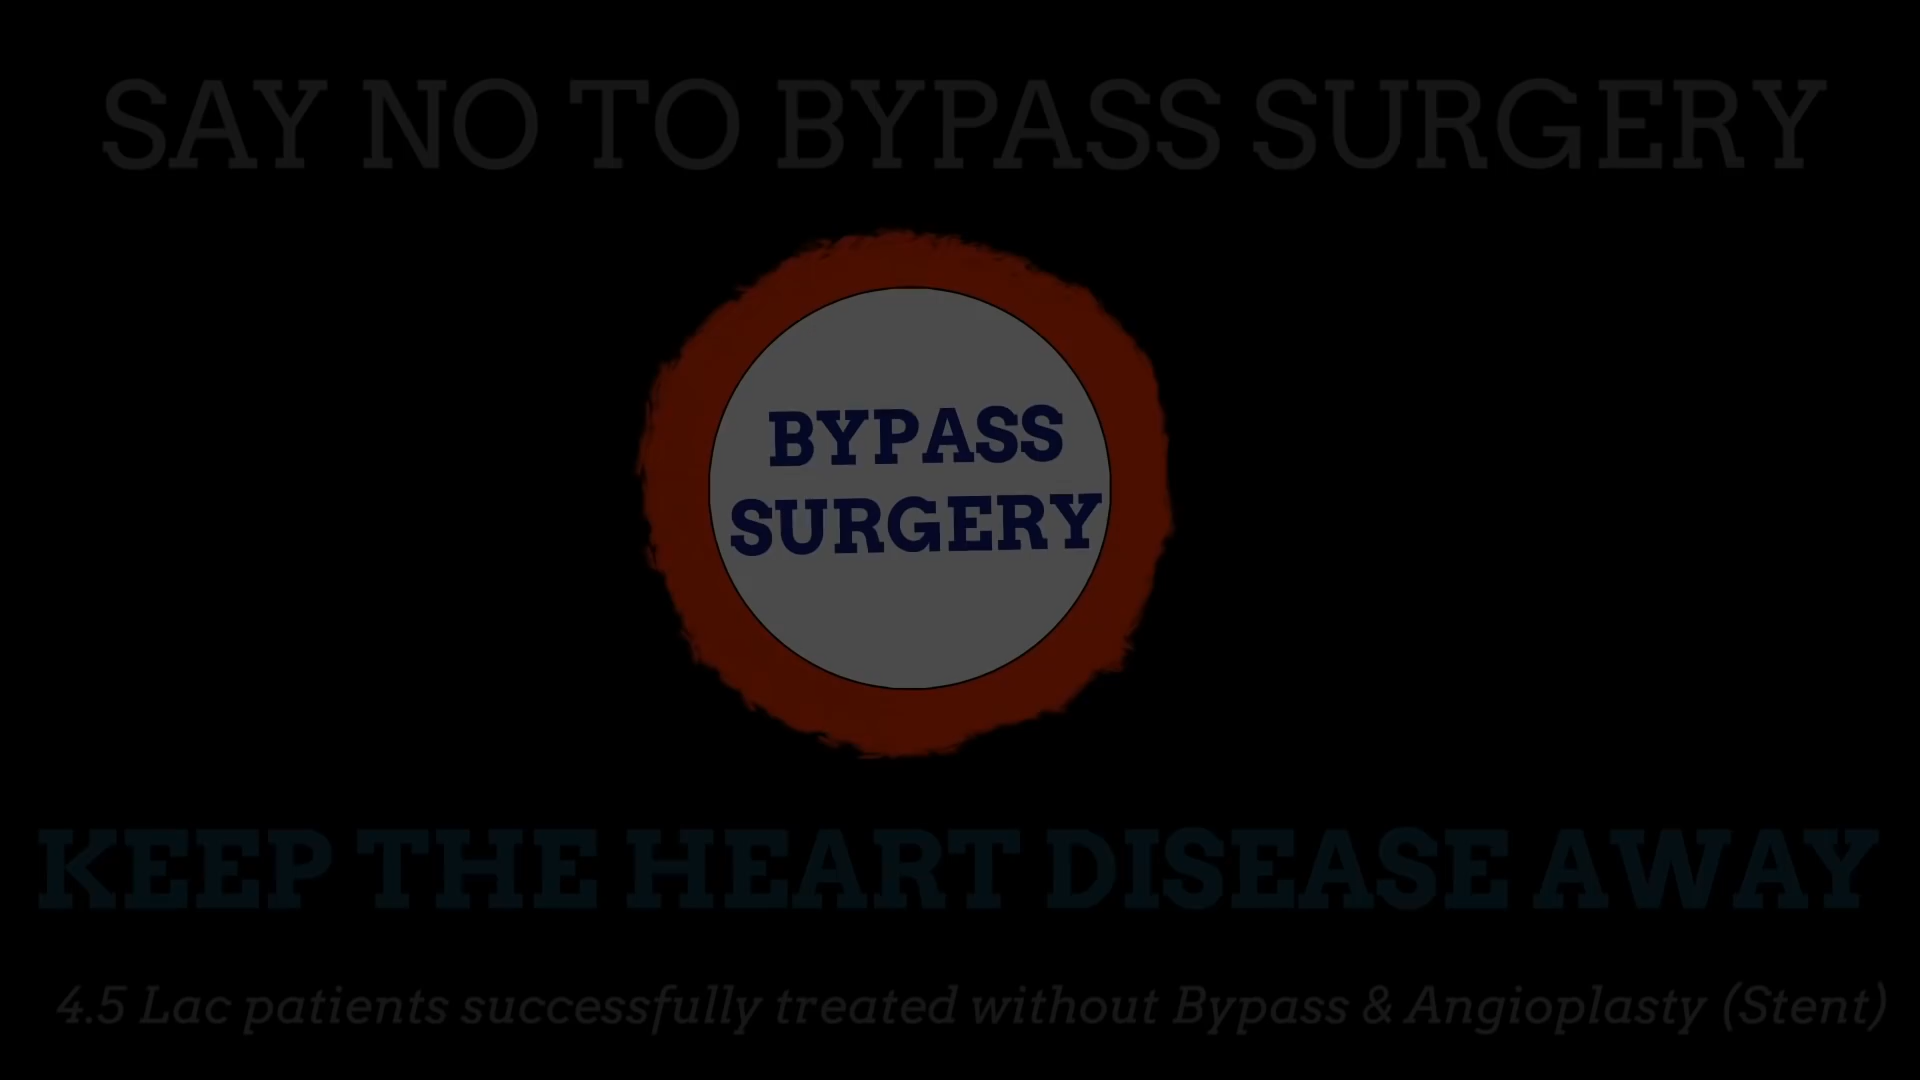 SAY NO TO BYPASS SURGERY
BYPASS
SURGERY
KEEP THE HEART DISEASE AWAY
4.5 Lac patients successfully treated without Bypass & Angioplasty (Stent)